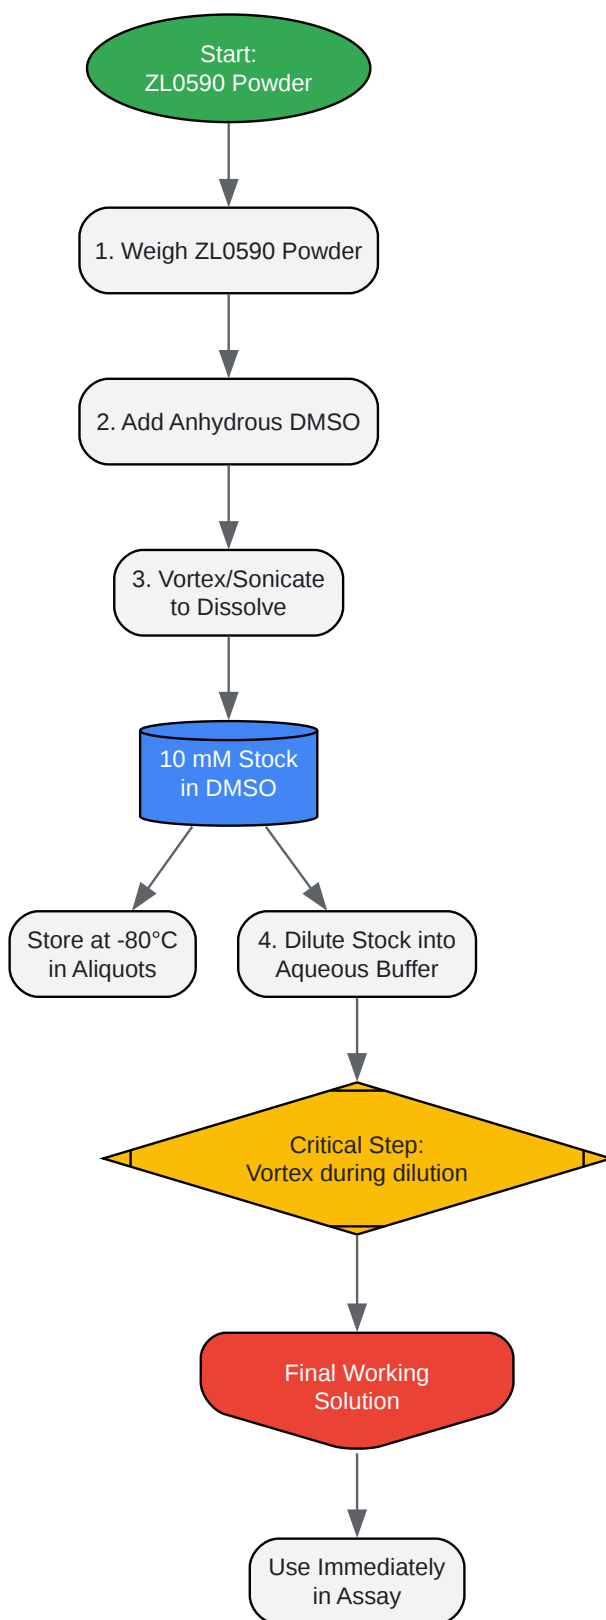 Start:
ZL0590 Powder
1. Weigh ZL0590 Powder
2. Add Anhydrous DMSO
3. Vortex/Sonicate
to Dissolve
10 mM Stock
in DMSO
Store at -80°C
in Aliquots
4. Dilute Stock into
Aqueous Buffer
Critical Step:
Vortex during dilution
Final Working
Solution
Use Immediately
in Assay